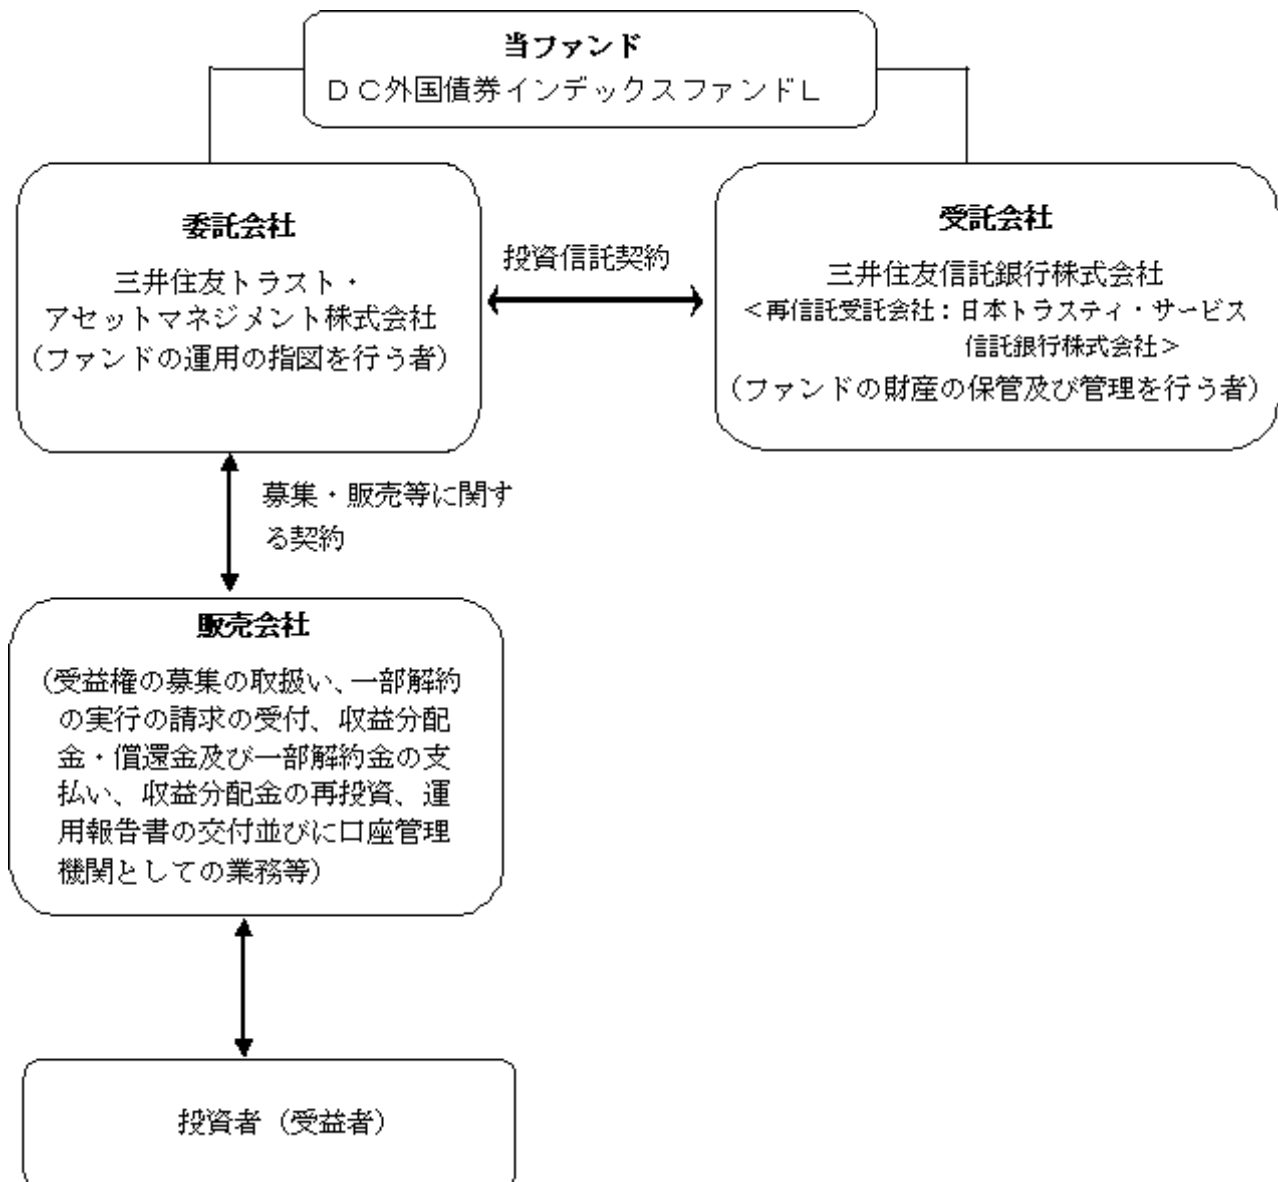 当ファンド
ＤＣ外国債券インデックスファンドＬ
委託会社
三井住友トラスト・
アセットマネジメント株式会社
（ファンドの運用の指図を行う者）
投資信託契約
受託会社
三井住友信託銀行株式会社
＜再信託受託会社：日本トラスティ・サービス
信託銀行株式会社＞
（ファンドの財産の保管及び管理を行う者）
募集・販売等に関す
る契約
販売会社
（受益権の募集の取扱い、一部解約
の実行の請求の受付、収益分配
金・償還金及び一部解約金の支
払い、収益分配金の再投資、運
用報告書の交付並びに口座管理
機関としての業務等）
投資者（受益者）